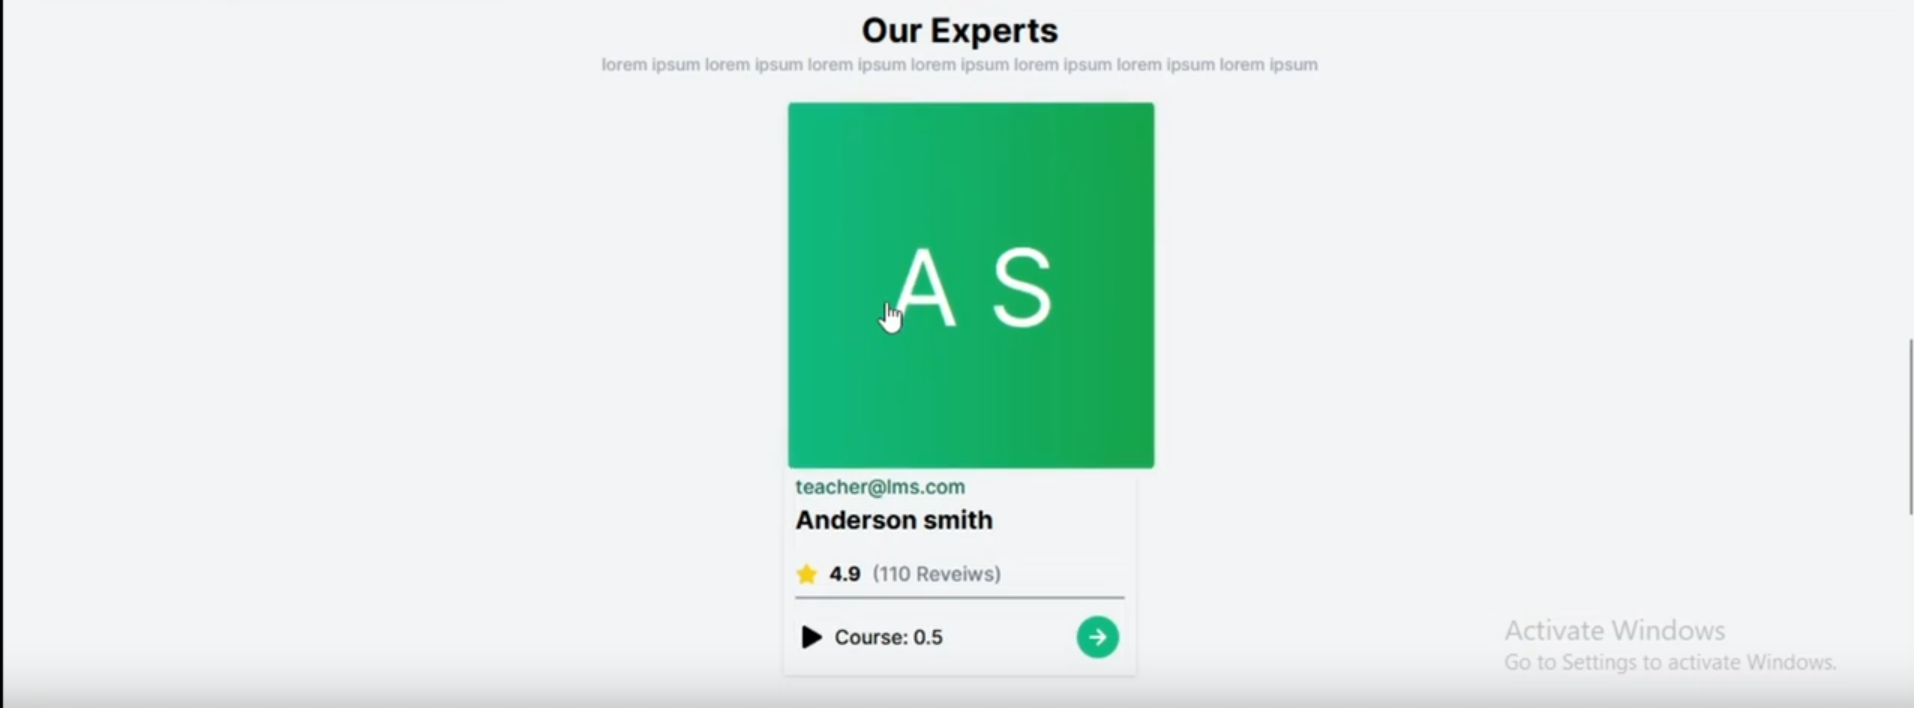 Our Experts
lorem ipsum lorem ipsum lorem ipsum lorem ipsum lorem ipsum lorem ipsum lorem ipsum
A S
teacher@lms.com
Anderson smith
4.9 (110 Reveiws)
Course: 0.5
Activate Windows
Go to Settings to activate Windows.